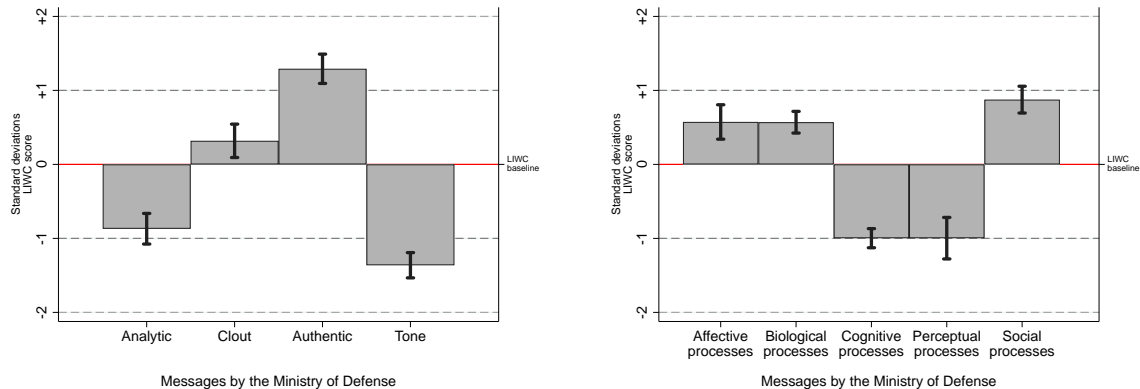 +2
+1
0
-1
-2
Standard deviations
LIWC score
LIWC
baseline
Analytic Clout Authentic Tone
Messages by the Ministry of Defense
+2
+1
0
-1
-2
Standard deviations
LIWC score
LIWC
baseline
Affective Biological Cognitive Perceptual Social
processes processes processes processes processes
Messages by the Ministry of Defense